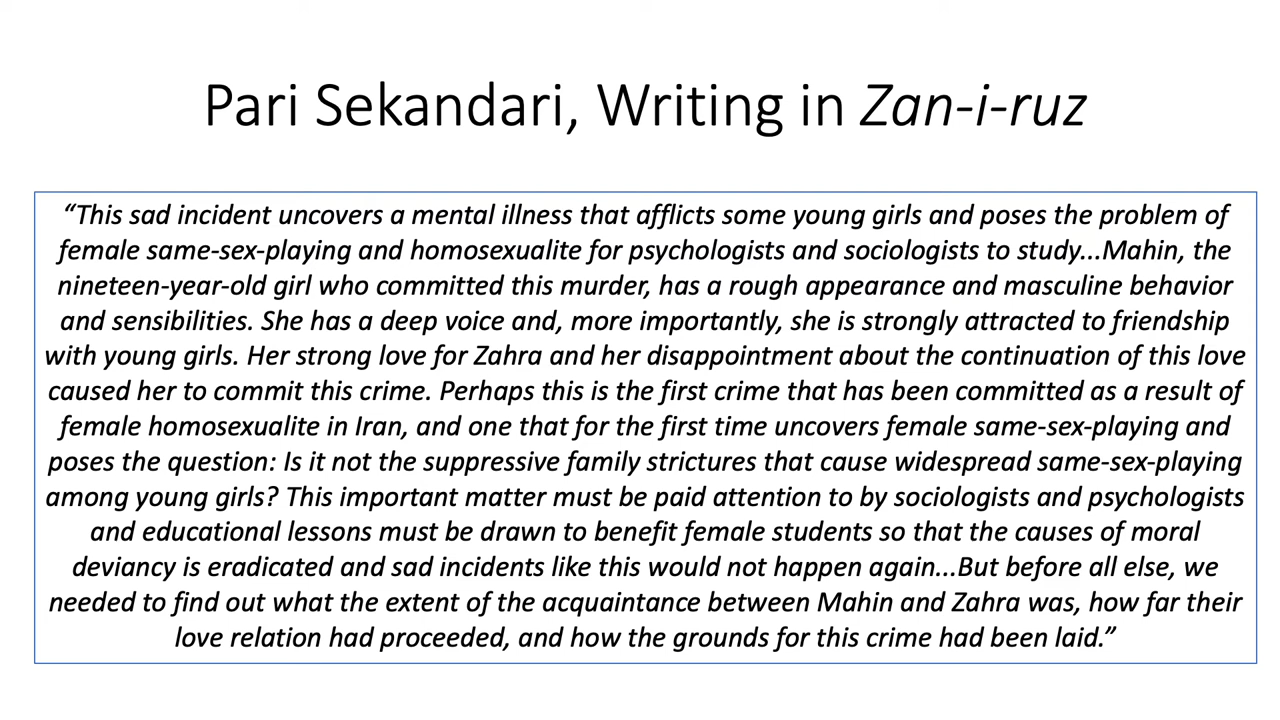 Pari Sekandari, Writing in Zan-i-ruz
“This sad incident uncovers a mental illness that afflicts some young girls and poses the problem of
female same-sex-playing and homosexualite for psychologists and sociologists to study...Mahin, the
nineteen-year-old girl who committed this murder, has a rough appearance and masculine behavior
and sensibilities. She has a deep voice and, more importantly, she is strongly attracted to friendship
with young girls. Her strong love for Zahra and her disappointment about the continuation of this love
caused her to commit this crime. Perhaps this is the first crime that has been committed as a result of
female homosexualite in Iran, and one that for the first time uncovers female same-sex-playing and
poses the question: Is it not the suppressive family strictures that cause widespread same-sex-playing
among young girls? This important matter must be paid attention to by sociologists and psychologists
and educational lessons must be drawn to benefit female students so that the causes of moral
deviancy is eradicated and sad incidents like this would not happen again...But before all else, we
needed to find out what the extent of the acquaintance between Mahin and Zahra was, how far their
love relation had proceeded, and how the grounds for this crime had been laid.”